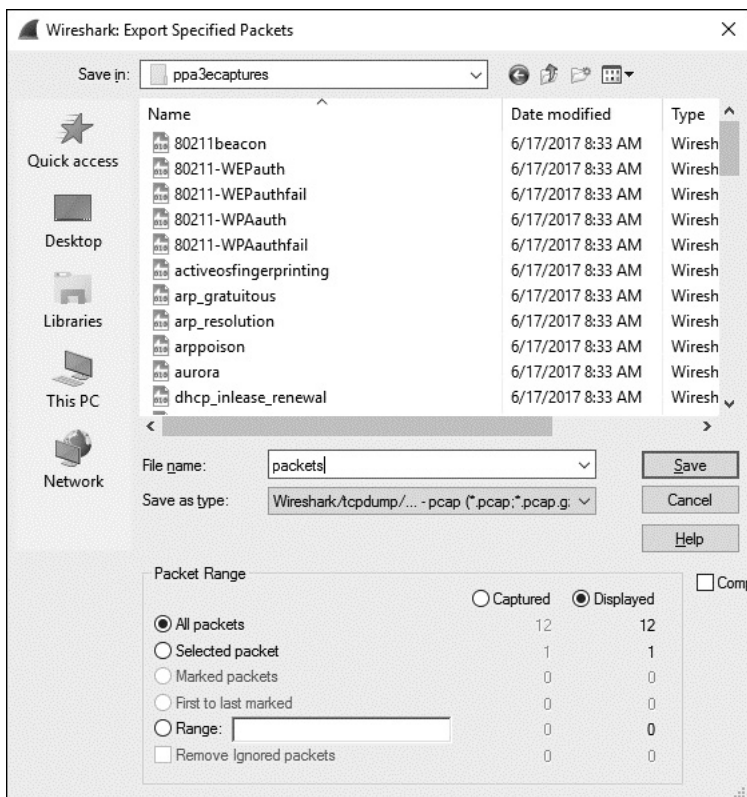 Wireshark: Export Specified Packets
Save in: ppa3ecaptures
Name Date modified Type
80211beacon 6/17/2017 8:33 AM Wiresh
80211-WEPauth 6/17/2017 8:33 AM Wiresh
80211-WEPauthfail 6/17/2017 8:33 AM Wiresh
80211-WPAauth 6/17/2017 8:33 AM Wiresh
80211-WPAauthfail 6/17/2017 8:33 AM Wiresh
activeosfingerprinting 6/17/2017 8:33 AM Wiresh
arp_gratuitous 6/17/2017 8:33 AM Wiresh
arp_resolution 6/17/2017 8:33 AM Wiresh
arppoison 6/17/2017 8:33 AM Wiresh
aurora 6/17/2017 8:33 AM Wiresh
dhcp_inlease_renewal 6/17/2017 8:33 AM Wiresh
Quick access
Desktop
Libraries
This PC
Network
File name: packets Save
Save as type: Wireshark/tcpdump/... - pcap (*.pcap;*.pcap.g: Cancel
Help
Packet Range
Captured Displayed Comp
All packets 12 12
Selected packet 1 1
Marked packets 0 0
First to last marked 0 0
Range: 0 0
Remove Ignored packets 0 0